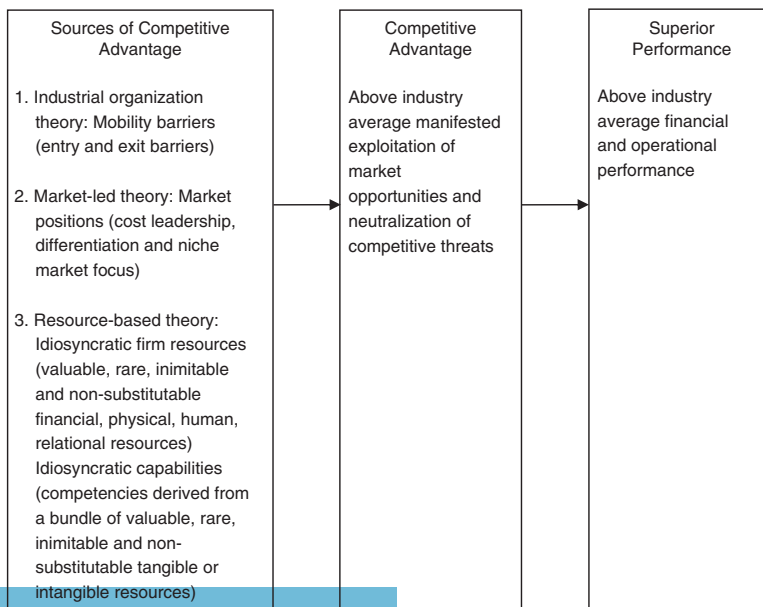 Sources of Competitive
Advantage
1. Industrial organization
theory: Mobility barriers
(entry and exit barriers)
2. Market-led theory: Market
positions (cost leadership,
differentiation and niche
market focus)
3. Resource-based theory:
Idiosyncratic firm resources
(valuable, rare, inimitable
and non-substitutable
financial, physical, human,
relational resources)
Idiosyncratic capabilities
(competencies derived from
a bundle of valuable, rare,
inimitable and non-
substitutable tangible or
intangible resources)
Competitive
Advantage
Above industry
average manifested
exploitation of
market
opportunities and
neutralization of
competitive threats
Superior
Performance
Above industry
average financial
and operational
performance